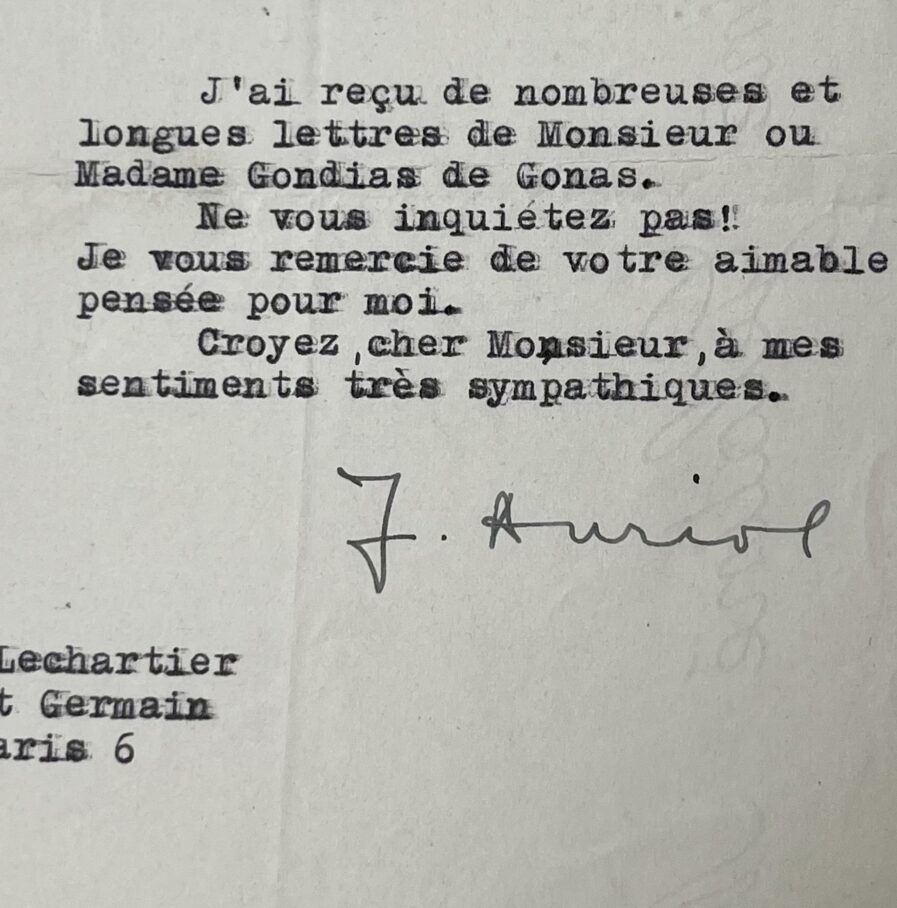 J'ai reçu de nombreuses et
longues lettres de Monsieur ou
Madame Gondias de Gonas.
Ne vous inquiétez pas!
Je vous remercie de votre aimable
pensée pour moi.
Croyez,cher Monsieur,à mes
sentiments très sympathiques.
J. Auriol
Lechartier
t Germain
aris 6